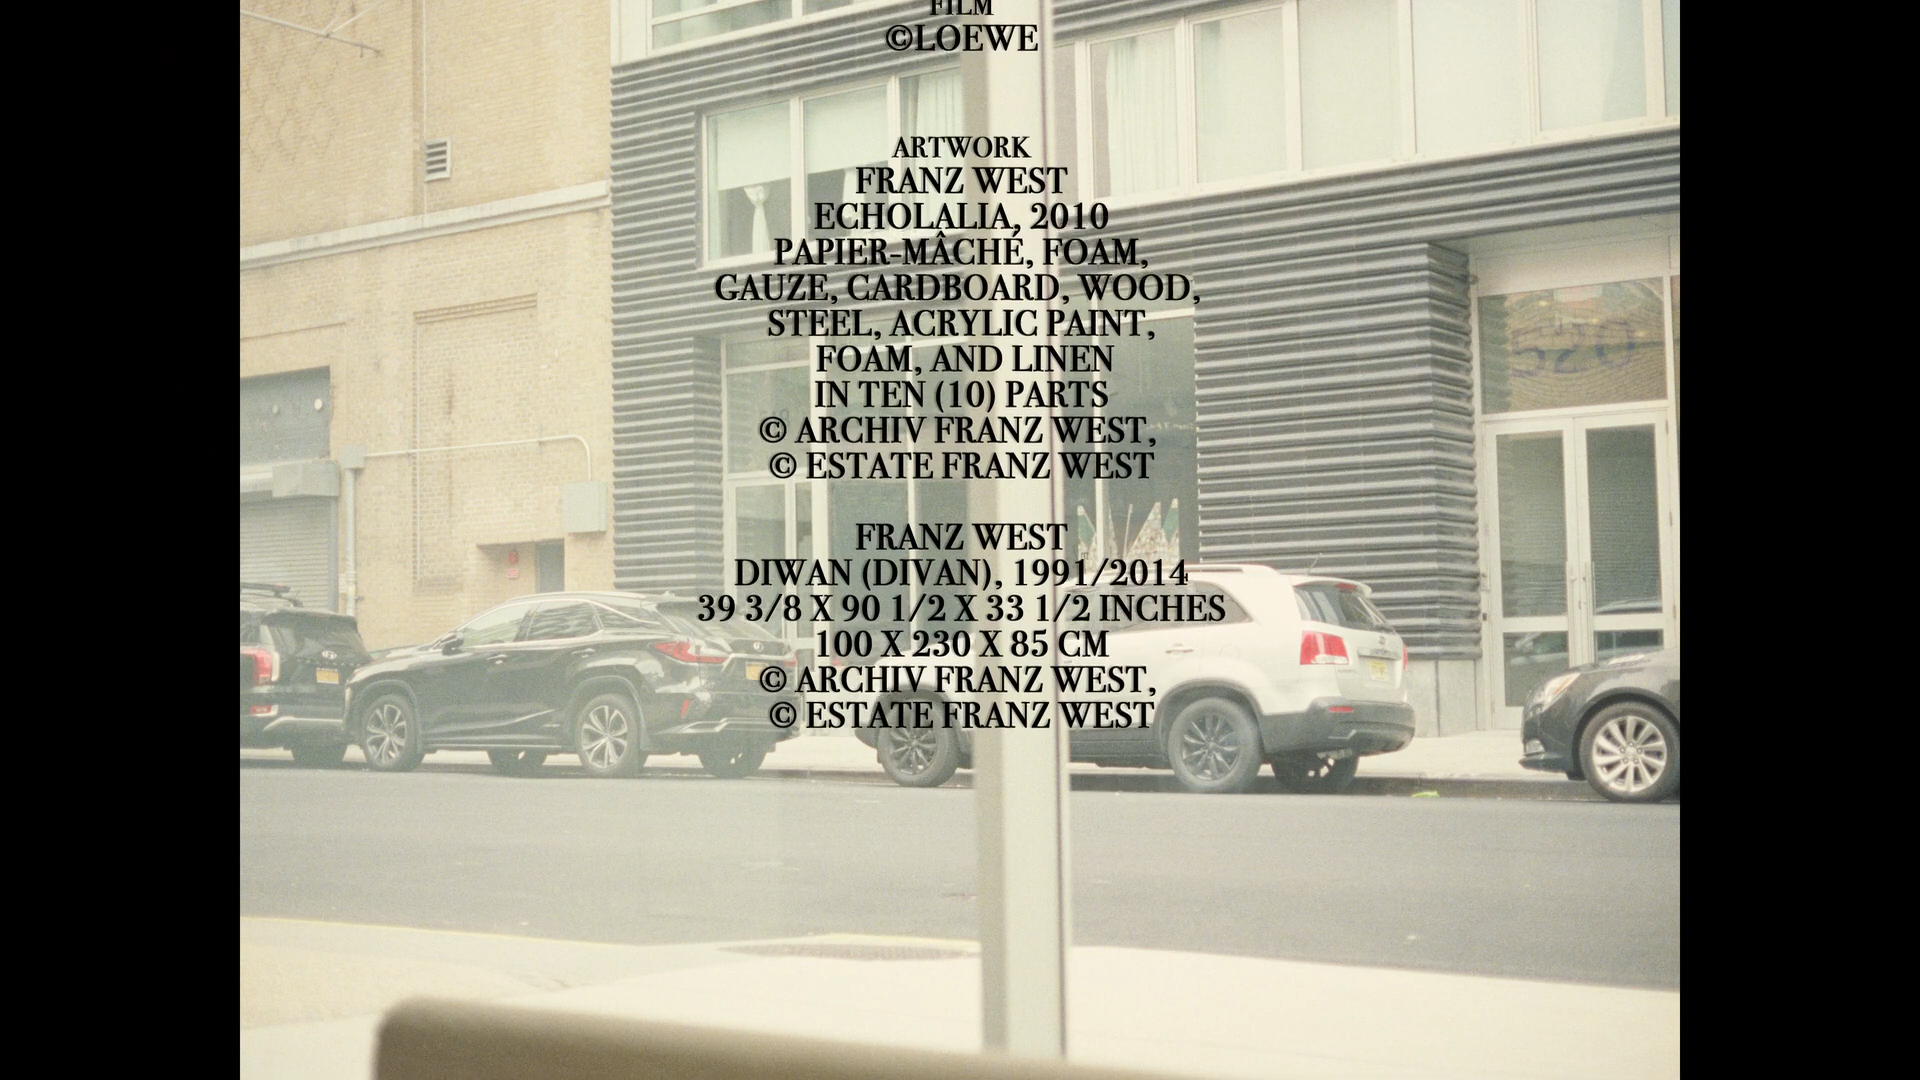 FILM
©LOEWE
ARTWORK
FRANZ WEST
ECHOLALIA, 2010
PAPIER-MÂCHÉ, FOAM,
GAUZE, CARDBOARD, WOOD,
STEEL, ACRYLIC PAINT,
FOAM, AND LINEN
IN TEN (10) PARTS
© ARCHIV FRANZ WEST,
© ESTATE FRANZ WEST
520
FRANZ WEST
DIWAN (DIVAN), 1991/2014
39 3/8 X 90 1/2 X 33 1/2 INCHES
100 X 230 X 85 CM
© ARCHIV FRANZ WEST,
© ESTATE FRANZ WEST